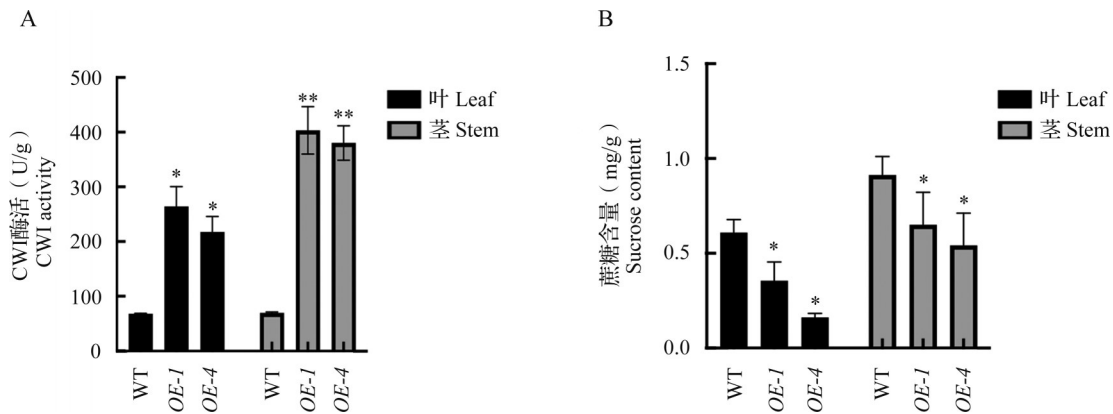 A
CWI酶活（U/g）
CWI activity
500
400
300
200
100
0
*
*
**
**
WT
OE-1
OE-4
WT
OE-1
OE-4
叶 Leaf
茎 Stem
B
蔗糖含量（mg/g）
Sucrose content
1.5
1.0
0.5
0.0
*
*
*
*
WT
OE-1
OE-4
WT
OE-1
OE-4
叶 Leaf
茎 Stem